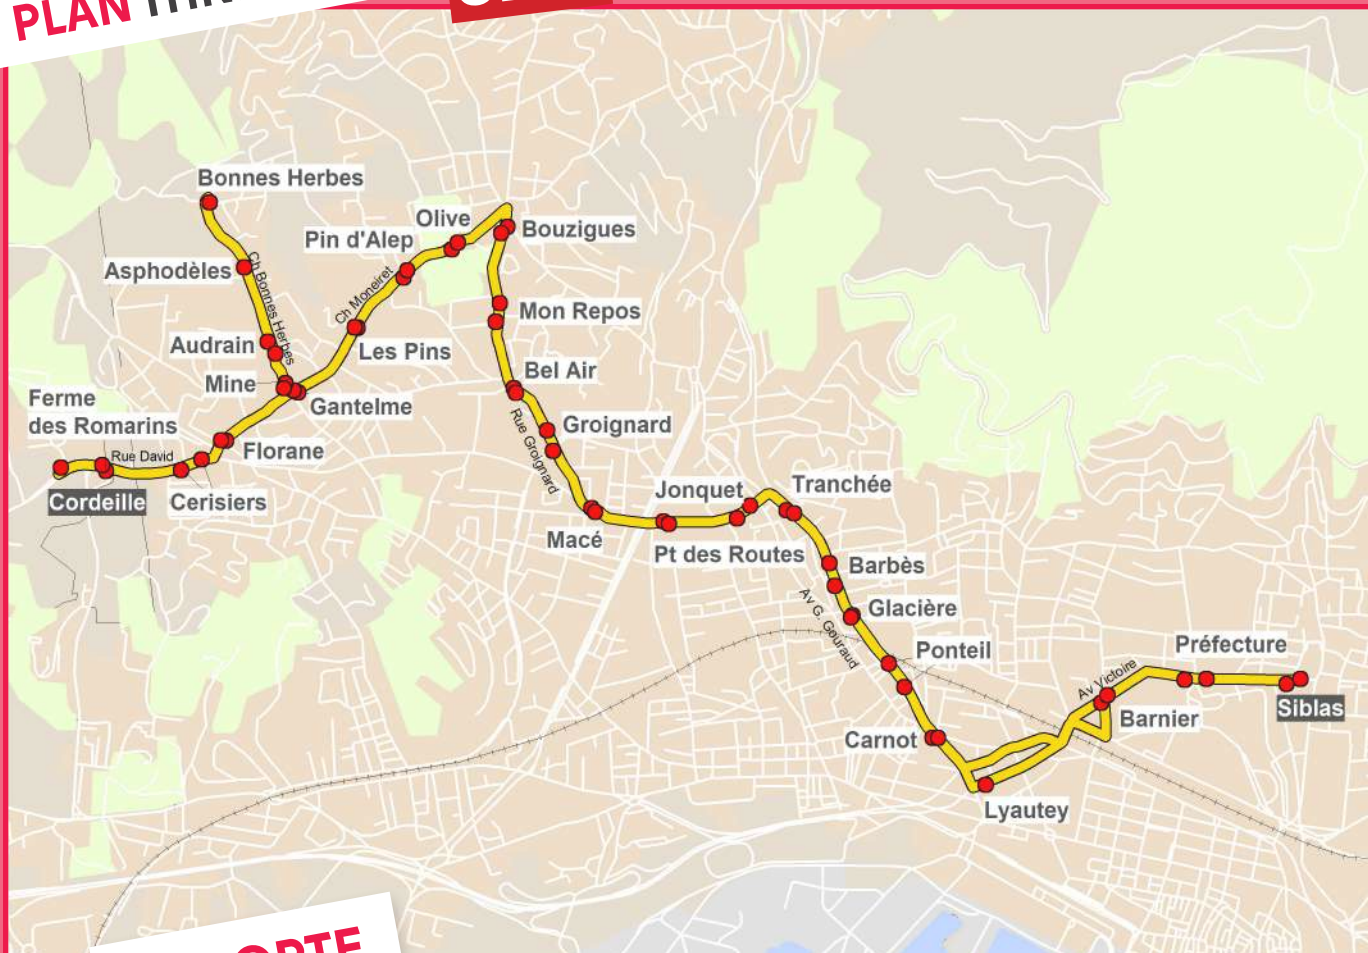 PLAN
Bonnes Herbes
Olive
Bouzigues
Pin d'Alep
Asphodèles
Ch Bonnes Herbes
Ch Moneiret
Mon Repos
Audrain
Les Pins
Bel Air
Mine
Ferme
des Romarins
Gantelme
Groignard
Rue Groignard
Florane
Rue David
Cordeille
Cerisiers
Jonquet
Tranchée
Macé
Pt des Routes
Barbès
Glacière
Av G. Gouraud
Ponteil
Préfecture
Av Victoire
Siblas
Barnier
Carnot
Lyautey